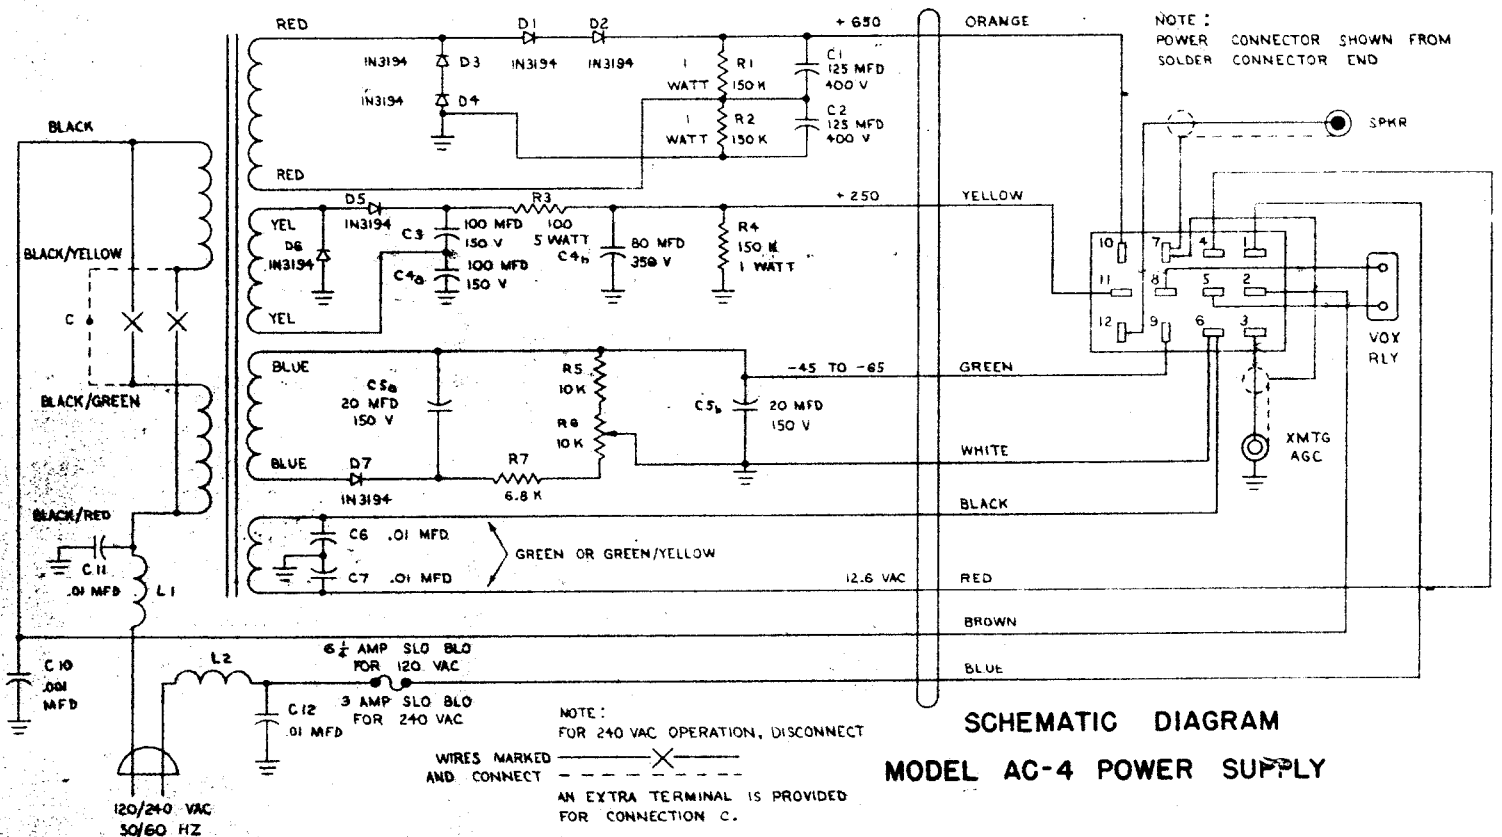 RED
D1
D2
+ 650
ORANGE
NOTE :
POWER CONNECTOR SHOWN FROM
SOLDER CONNECTOR END
IN3194
D3
IN3194
IN3194
IN3194
D4
1
WATT
R1
150 K
C1
125 MFD
400 V
1
WATT
R2
150 K
C2
125 MFD
400 V
SPKR
BLACK
RED
YEL
D5
IN3194
R3
100
5 WATT
+ 250
YELLOW
D6
IN3194
C3
100 MFD
150 V
C4a
100 MFD
150 V
80 MFD
350 V
R4
150 K
1 WATT
BLACK/YELLOW
C
YEL
10
7
4
1
11
8
5
2
12
9
6
3
VOX
RLY
BLUE
C5a
20 MFD
150 V
R5
10K
R6
10K
-45 TO -65
GREEN
C5b
20 MFD
150 V
BLACK/GREEN
BLUE
D7
IN3194
R7
6.8 K
WHITE
XMTG
AGC
BLACK
BLACK/RED
C11
.01 MFD
L1
C6 .01 MFD
GREEN OR GREEN/YELLOW
C7 .01 MFD
12.6 VAC
RED
BROWN
BLUE
C10
.001
MFD
L2
6 1/4 AMP SLO BLO
FOR 120 VAC
3 AMP SLO BLO
FOR 240 VAC
C12
.01 MFD
NOTE :
FOR 240 VAC OPERATION, DISCONNECT
WIRES MARKED
AND CONNECT
AN EXTRA TERMINAL IS PROVIDED
FOR CONNECTION C.
120/240 VAC
50/60 HZ
SCHEMATIC DIAGRAM
MODEL AC-4 POWER SUPPLY